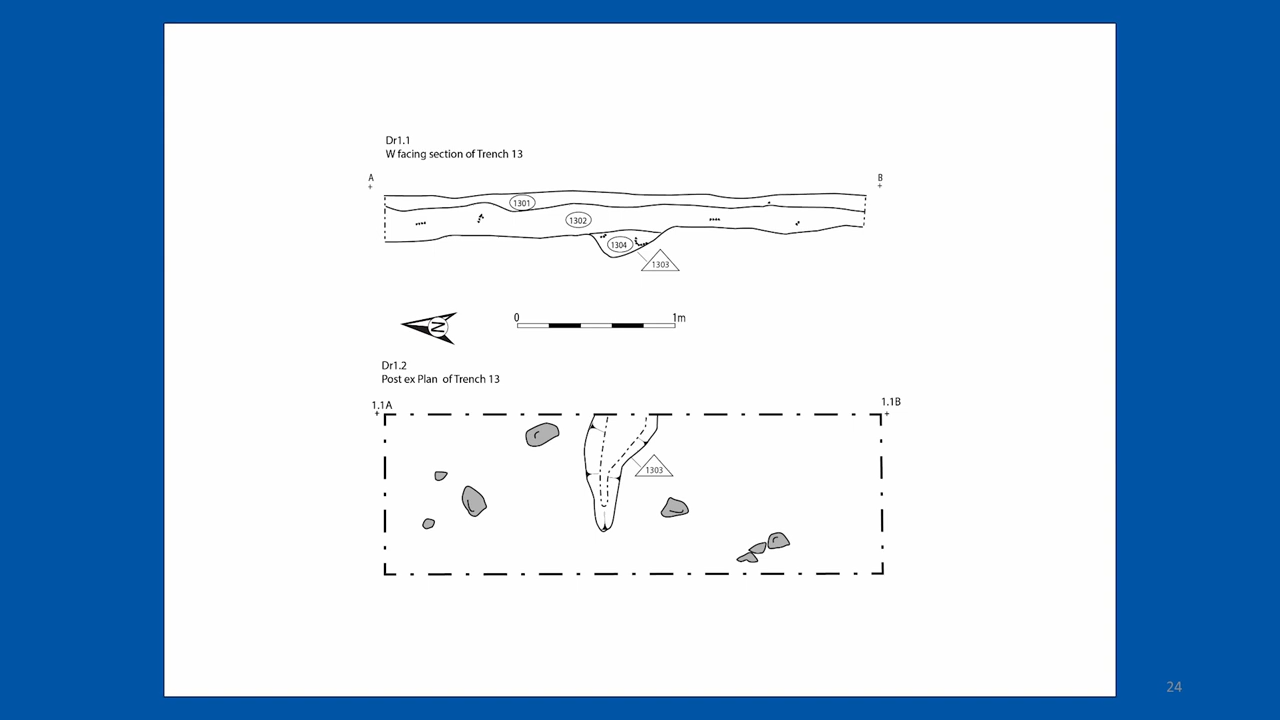 Dr1.1
W facing section of Trench 13
A
B
1301
1302
1304
1303
N
0
1m
Dr1.2
Post ex Plan of Trench 13
1.1A
1.1B
1303
24